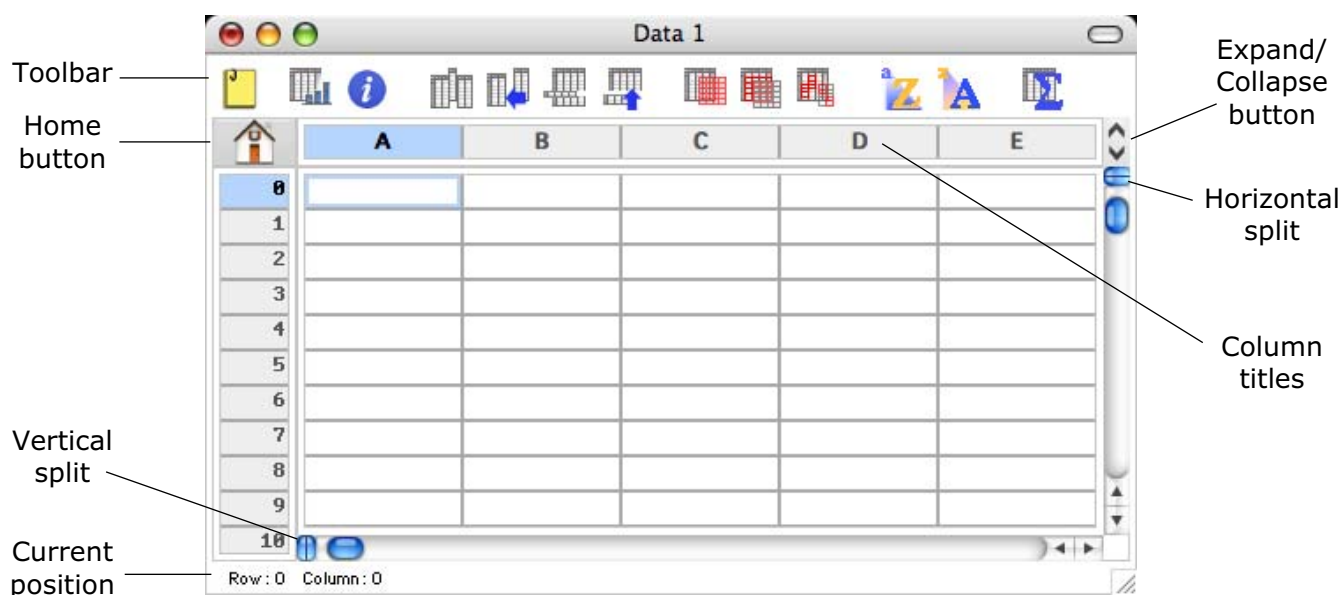 Data 1
Toolbar
Expand/
Collapse
button
Home
button
A B C D E
0
1
2
3
4
5
6
7
8
9
10
Horizontal
split
Column
titles
Vertical
split
Current
position
Row: 0 Column: 0